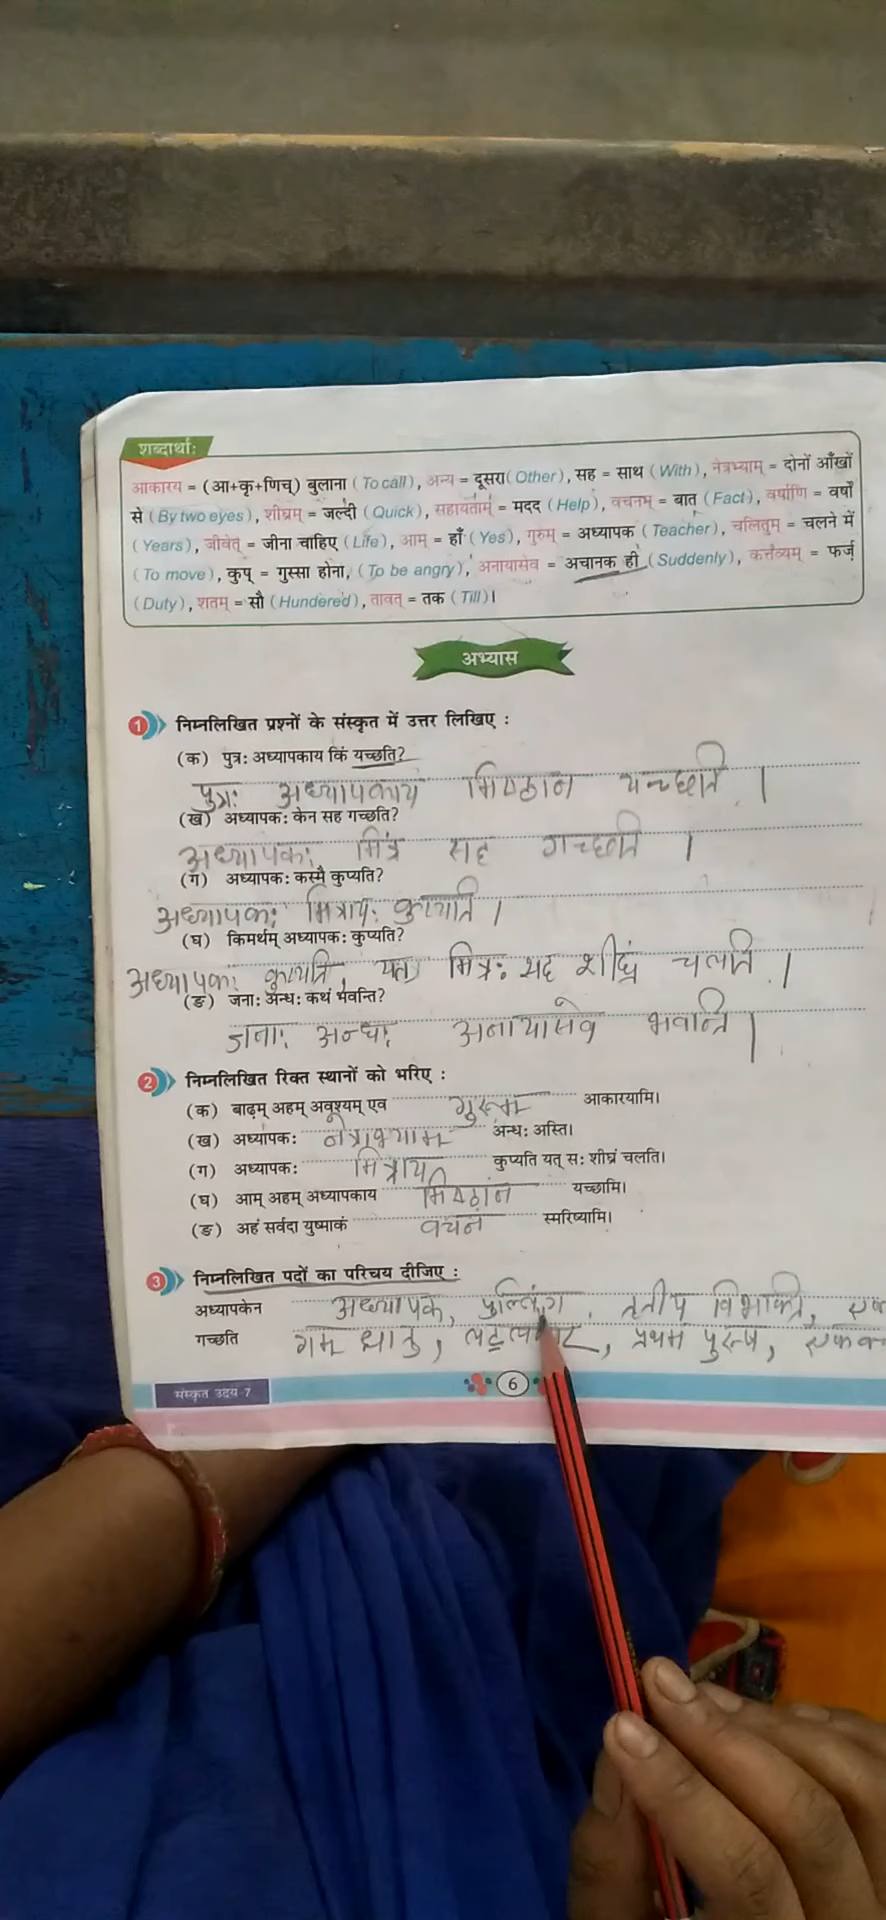 शब्दार्थाः
आकारय = (आ+कृ+णिच्) बुलाना (To call), अन्य = दूसरा(Other), सह = साथ (With), नेत्रभ्याम् = दोनों आँखों
से (By two eyes), शीघ्रम् = जल्दी (Quick), सहायताम् = मदद (Help), वचनम् = बात (Fact), वर्षाणि = वर्षों
(Years), जीवेत् = जीना चाहिए (Life), आम् = हाँ (Yes), गुरुम् = अध्यापक (Teacher), चलितुम् = चलने में
(To move), कुप् = गुस्सा होना, (To be angry), अनायासेव = अचानक ही (Suddenly), कर्त्तव्यम् = फर्ज़
(Duty), शतम् = सौ (Hundered), तावत् = तक (Till)।
अभ्यास
1 निम्नलिखित प्रश्नों के संस्कृत में उत्तर लिखिए :
(क) पुत्रः अध्यापकाय किं यच्छति?
पुत्रः अध्यापकाय मिष्ठान यच्छति ।
(ख) अध्यापकः केन सह गच्छति?
अध्यापकः मित्र सह गच्छति ।
(ग) अध्यापकः कस्मै कुप्यति?
अध्यापकः मित्रायः कुप्यति ।
(घ) किमर्थम् अध्यापकः कुप्यति?
अध्यापकः कुप्यति यत् मित्रः सह शीघ्रं चलति ।
(ङ) जनाः अन्धः कथं भवन्ति?
जनाः अन्धः अनायासेव भवन्ति |
2 निम्नलिखित रिक्त स्थानों को भरिए :
(क) बाढ़म् अहम् अवश्यम् एव गुरूम आकारयामि।
(ख) अध्यापकः नेत्राभ्याम अन्धः अस्ति।
(ग) अध्यापकः मित्राय कुप्यति यत् सः शीघ्रं चलति।
(घ) आम् अहम् अध्यापकाय मिष्ठान यच्छामि।
(ङ) अहं सर्वदा युष्माकं वचनं स्मरिष्यामि।
3 निम्नलिखित पदों का परिचय दीजिए :
अध्यापकेन अध्यापक, पुल्लिंग, तृतीय विभक्ति, एक
गच्छति गम धातु, लट्लकार, प्रथम पुरुष, एकव
संस्कृत उदय-7
6